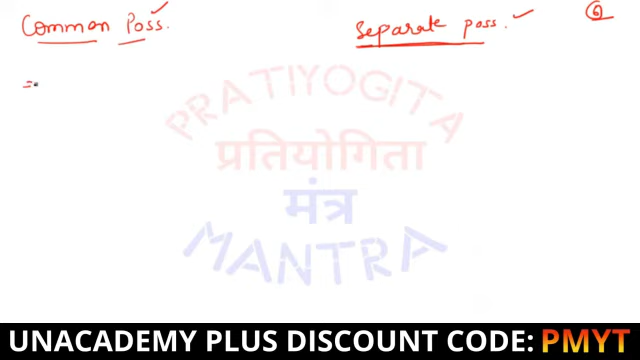 Common Poss.
Separate poss.
6
PRATIYOGITA
प्रतियोगिता
मंत्र
MANTRA
UNACADEMY PLUS DISCOUNT CODE: PMYT